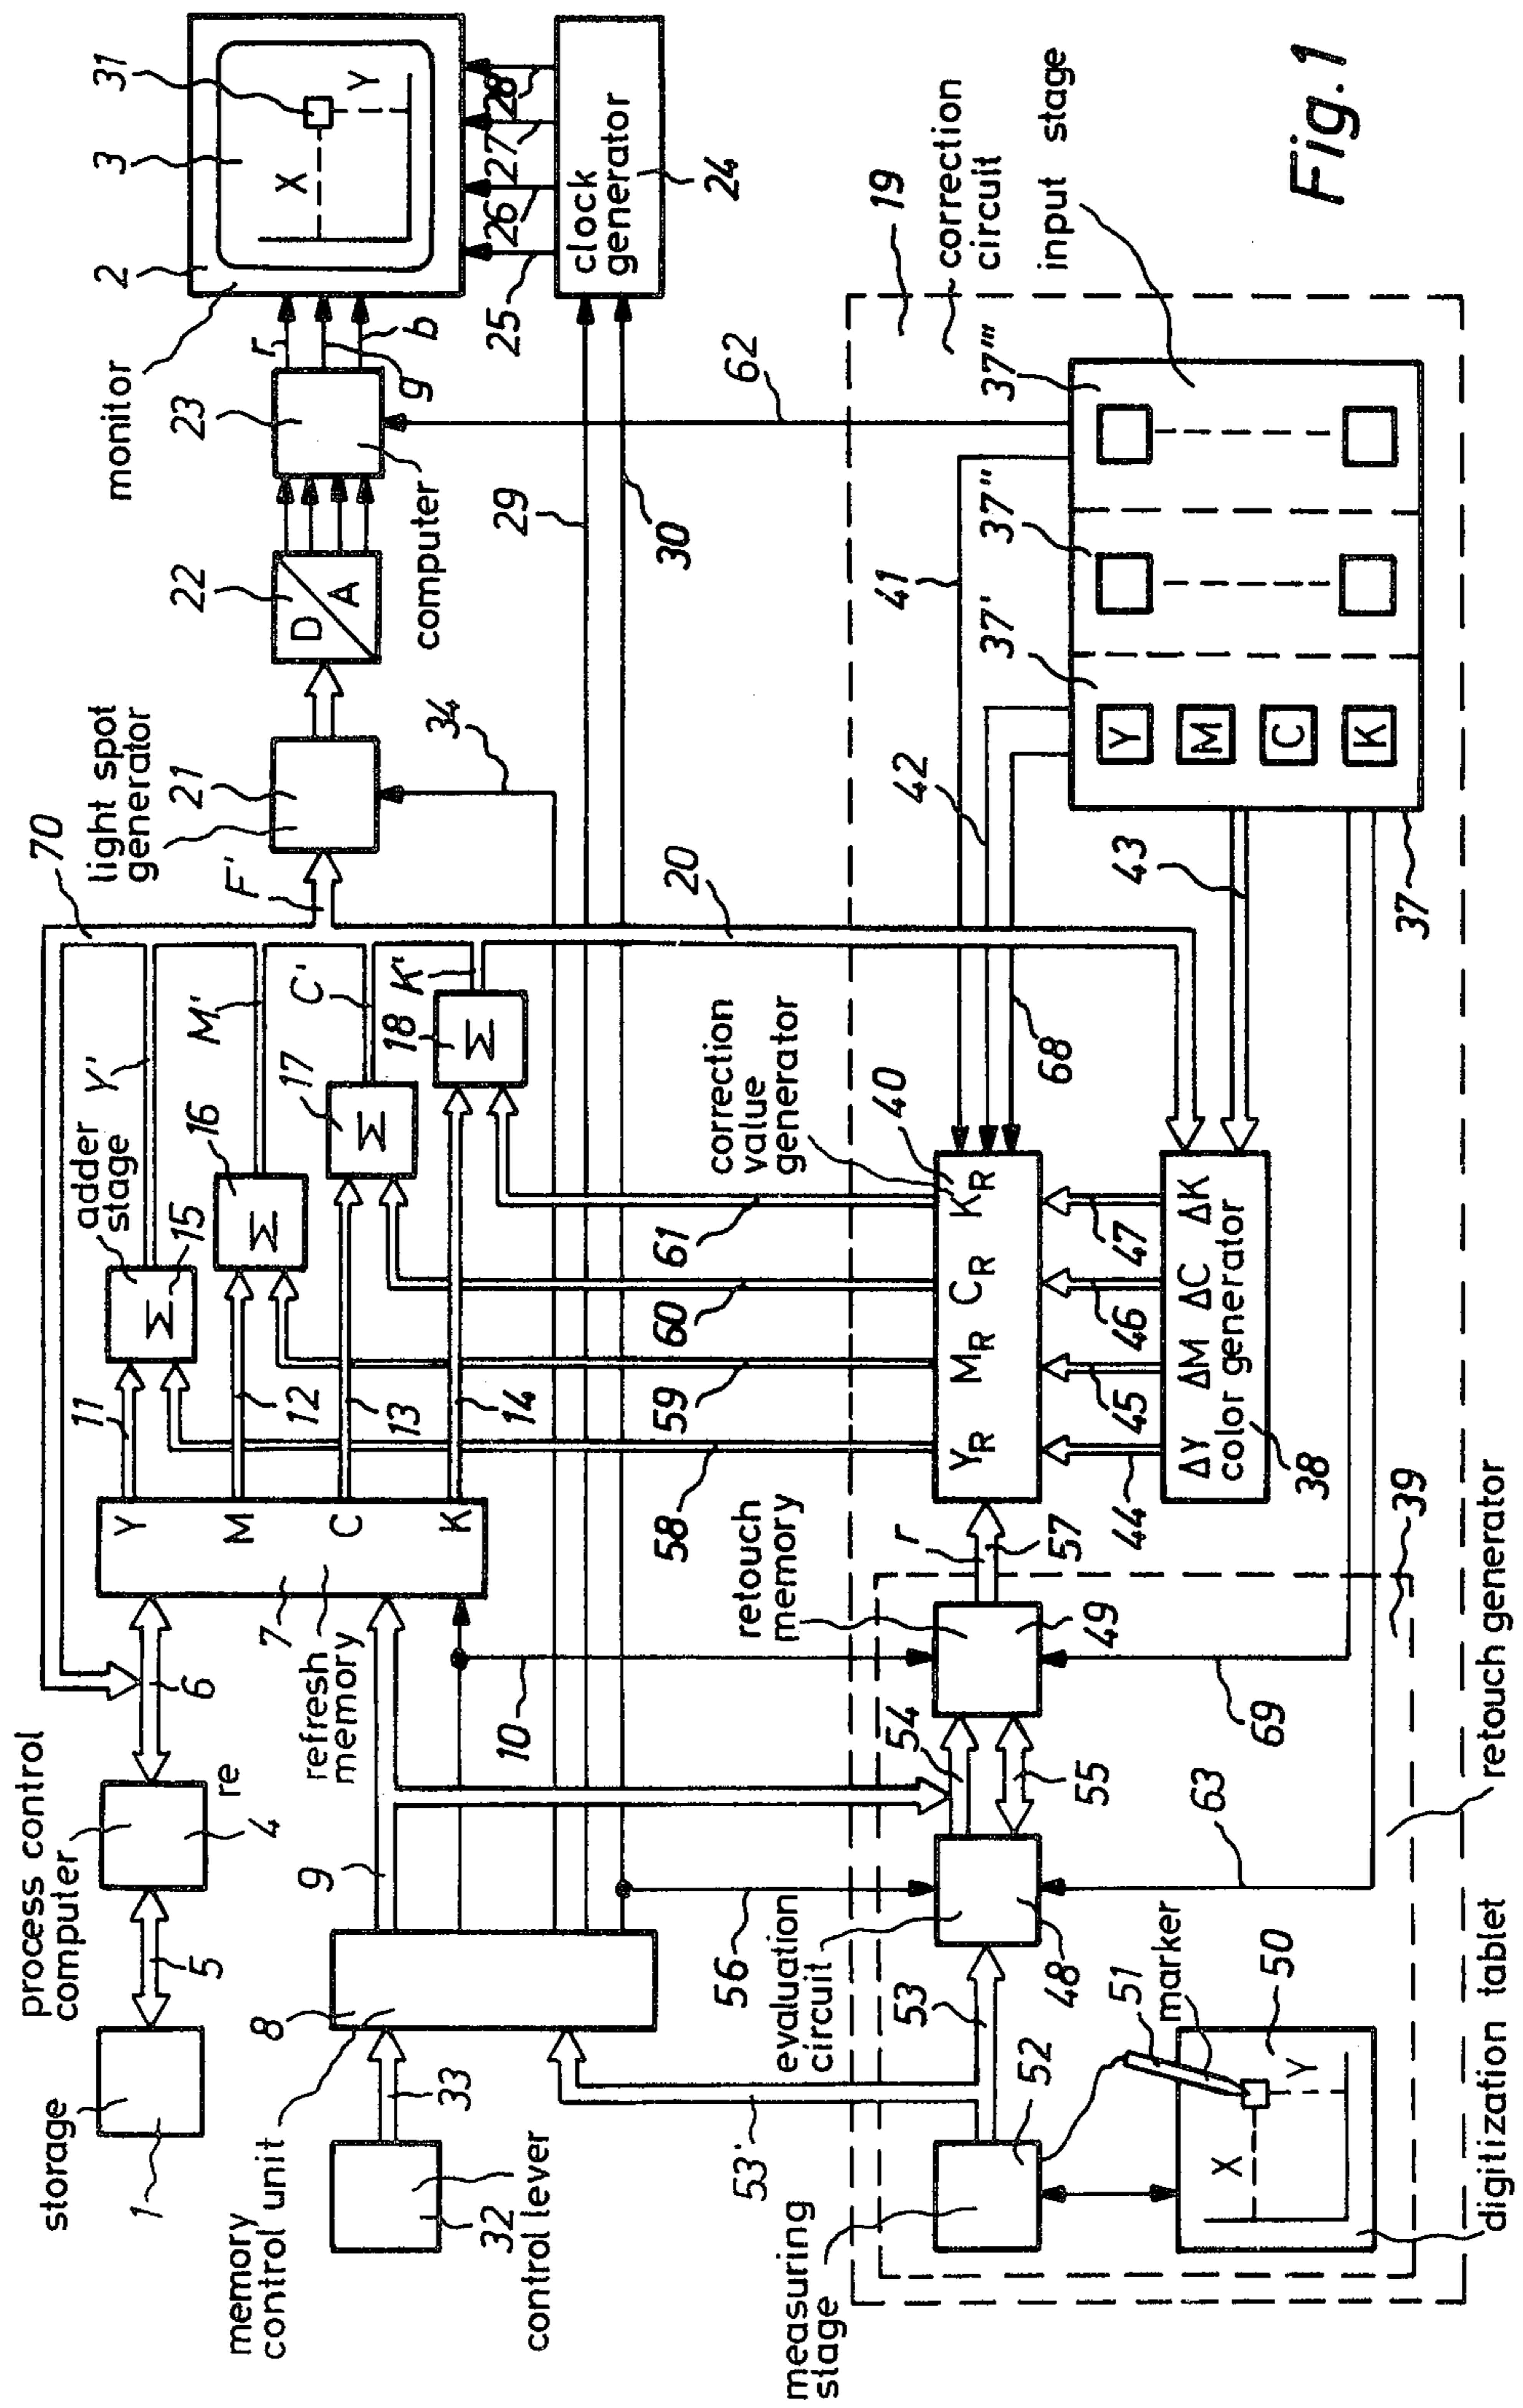 storage
1
5
process control
computer
4
re
6
70
7
refresh
memory
Y
M
C
K
11
12
13
14
adder
stage
15
Σ
16
Σ
17
Σ
18
Σ
Y'
M'
C'
K'
F'
light spot
generator
21
34
22
D
A
23
computer
r
g
b
monitor
2
3
31
X
Y
25
26
27
28
clock
generator
24
29
30
62
memory
control unit
8
9
10
33
32
control lever
53'
56
58
59
60
61
20
correction
value
generator
40
YR
MR
CR
KR
41
42
68
19
correction
circuit
input stage
37'
37"
37'''
Y
M
C
K
37
43
ΔY
ΔM
ΔC
ΔK
color generator
38
44
45
46
47
retouch
memory
49
r
57
54
55
69
63
evaluation
circuit
48
53
52
measuring
stage
51
marker
50
X
Y
digitization tablet
39
retouch generator
Fig.1